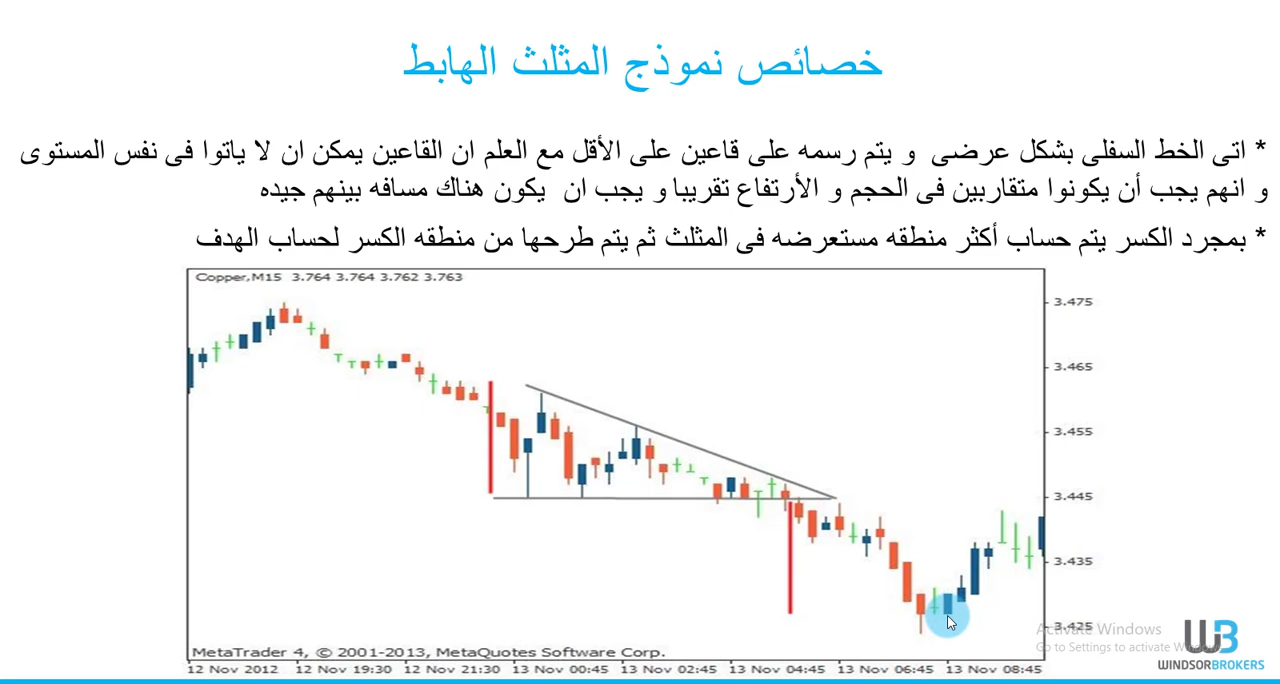 خصائص نموذج المثلث الهابط
* اتى الخط السفلى بشكل عرضى و يتم رسمه على قاعين على الأقل مع العلم ان القاعين يمكن ان لا ياتوا فى نفس المستوى
و انهم يجب أن يكونوا متقاربين فى الحجم و الأرتفاع تقريبا و يجب ان يكون هناك مسافه بينهم جيده
* بمجرد الكسر يتم حساب أكثر منطقه مستعرضه فى المثلث ثم يتم طرحها من منطقه الكسر لحساب الهدف
Copper,M15 3.764 3.764 3.762 3.763
3.475
3.465
3.455
3.445
3.435
3.425
Activate Windows
Go to Settings to activate Windows.
MetaTrader 4, © 2001-2013, MetaQuotes Software Corp.
12 Nov 2012 12 Nov 19:30 12 Nov 21:30 13 Nov 00:45 13 Nov 02:45 13 Nov 04:45 13 Nov 06:45 13 Nov 08:45
WINDSORBROKERS